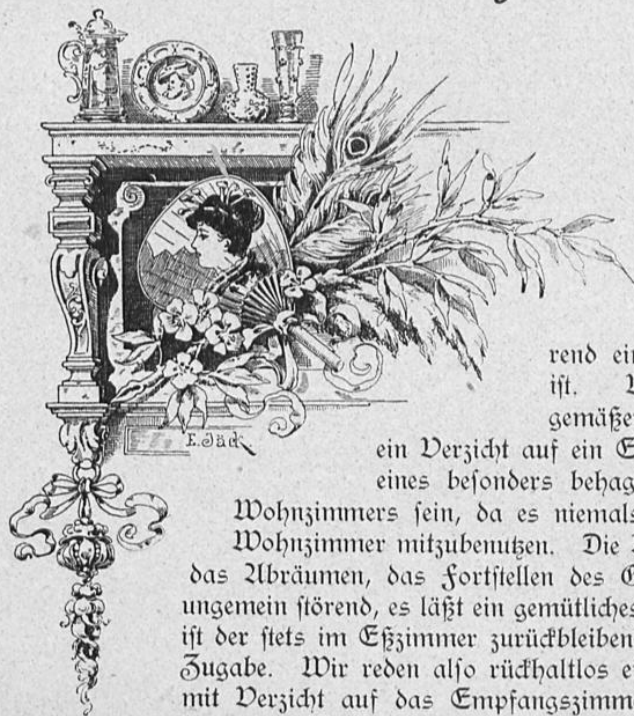 E. Jäck
rend ein
ist.
gemäßen
ein Verzicht auf ein E
eines besonders behag
Wohnzimmers sein, da es niemals
Wohnzimmer mitzubenutzen. Die
das Abräumen, das Fortstellen des G
ungemein störend, es läßt ein gemütliches
ist der stets im Eßzimmer zurückbleiben
Zugabe. Wir reden also rückhaltlos e
mit Verzicht auf das Empfangszimm